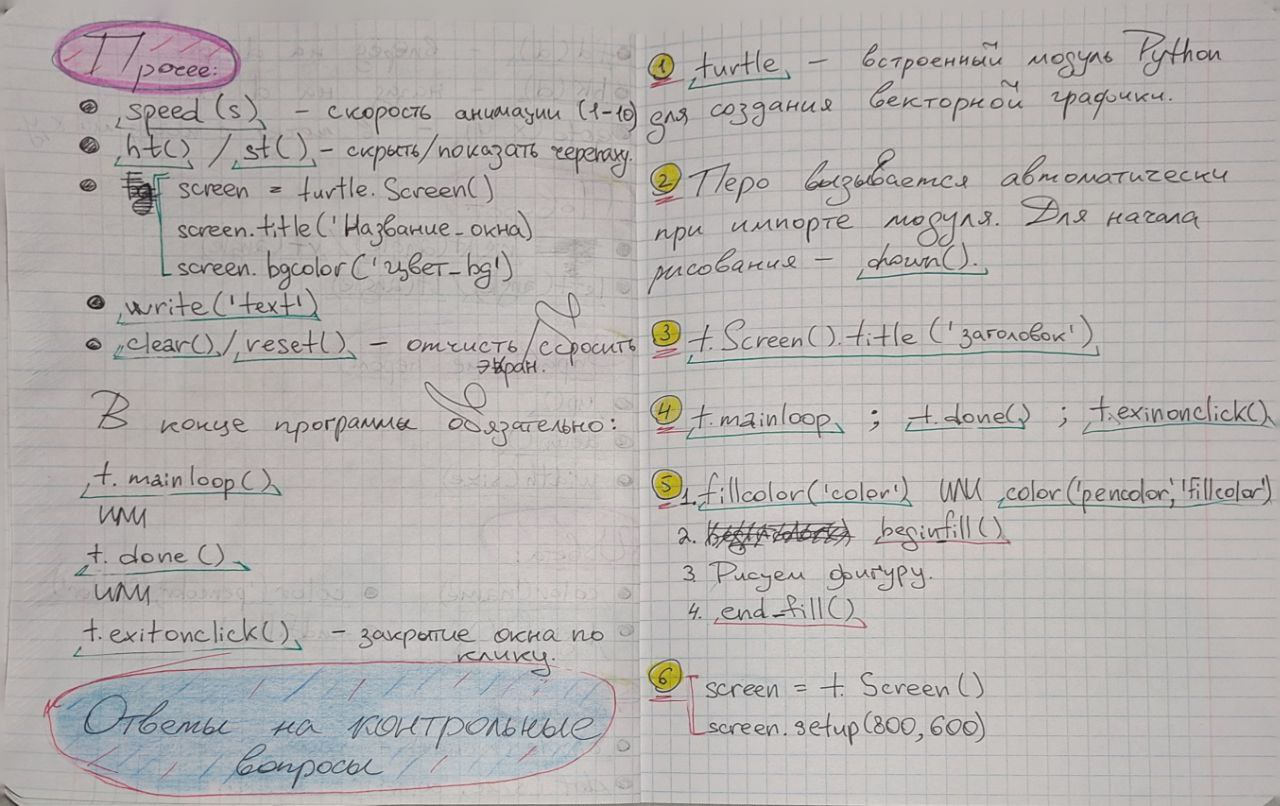 Прочее:
• speed(s) - скорость анимации (1-10)
• ht() / st() - скрыть/показать черепаху.
• screen = turtle.Screen()
screen.title('Название_окна)
screen.bgcolor('цвет_bg')
• write('text')
• clear()/reset() - отчисть/сбросить
экран.
В конце программы обязательно:
t.mainloop()
или
t.done()
или
t.exitonclick() - закрытие окна по
клику.
Ответы на контрольные
вопросы
1 turtle - встроенный модуль Python
для создания векторной графики.
2 Перо вызывается автоматически
при импорте модуля. Для начала
рисования - down().
3 t.Screen().title('заголовок')
4 t.mainloop ; t.done() ; t.exinonclick()
5 1. fillcolor('color') или color('pencolor','fillcolor')
2. beginfill()
3 Рисуем фигуру.
4. end_fill()
6 screen = t. Screen()
screen.setup(800,600)